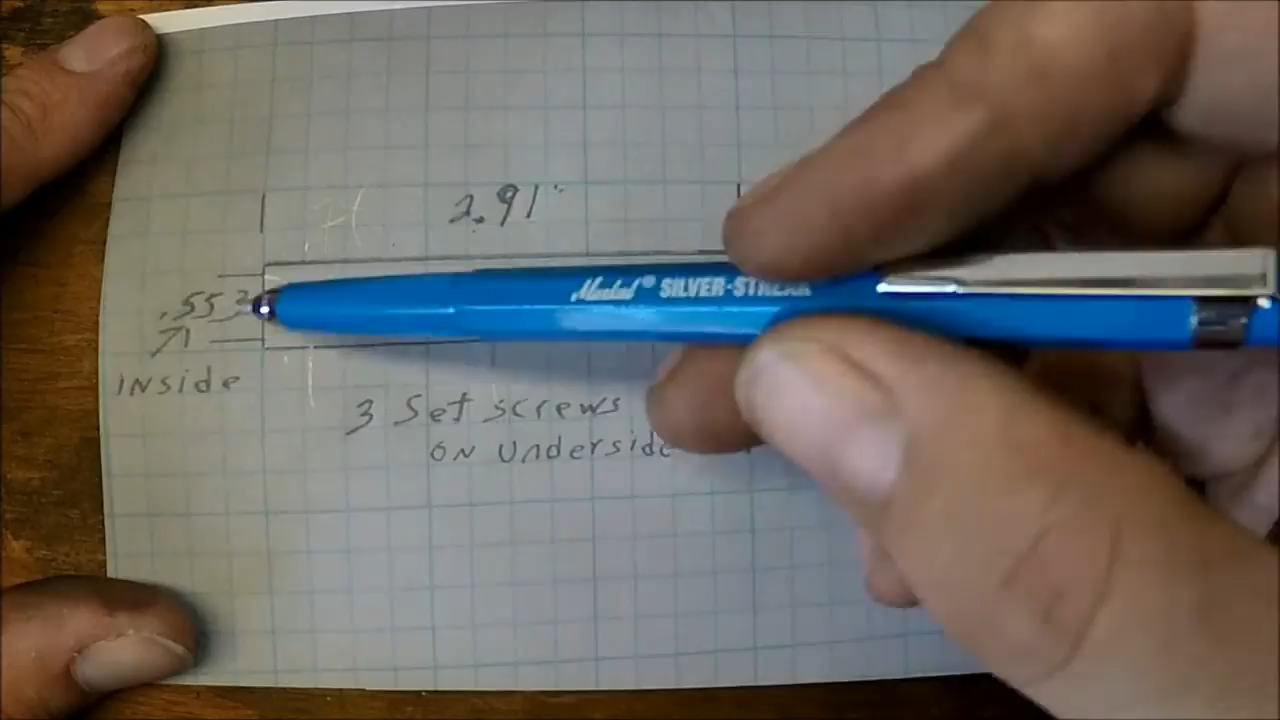 2.91"
.553
INSide
Markal® SILVER-STREAK
3 Set screws
ON Underside